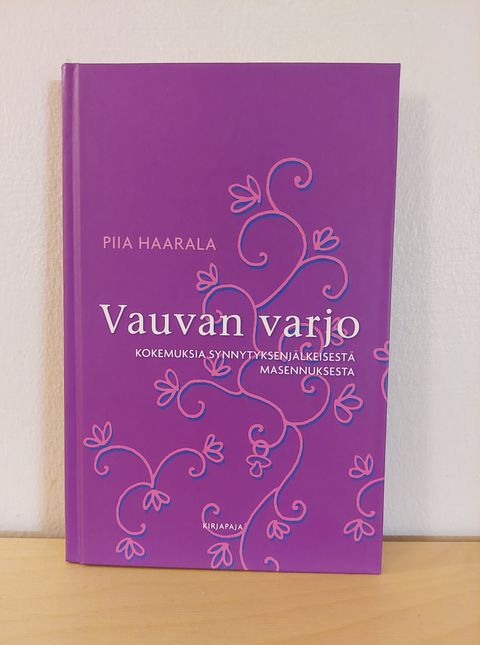 PIIA HAARALA
Vauvan varjo
KOKEMUKSIA SYNNYTYKSENJÄLKEISESTÄ
MASENNUKSESTA
KIRJAPAJA